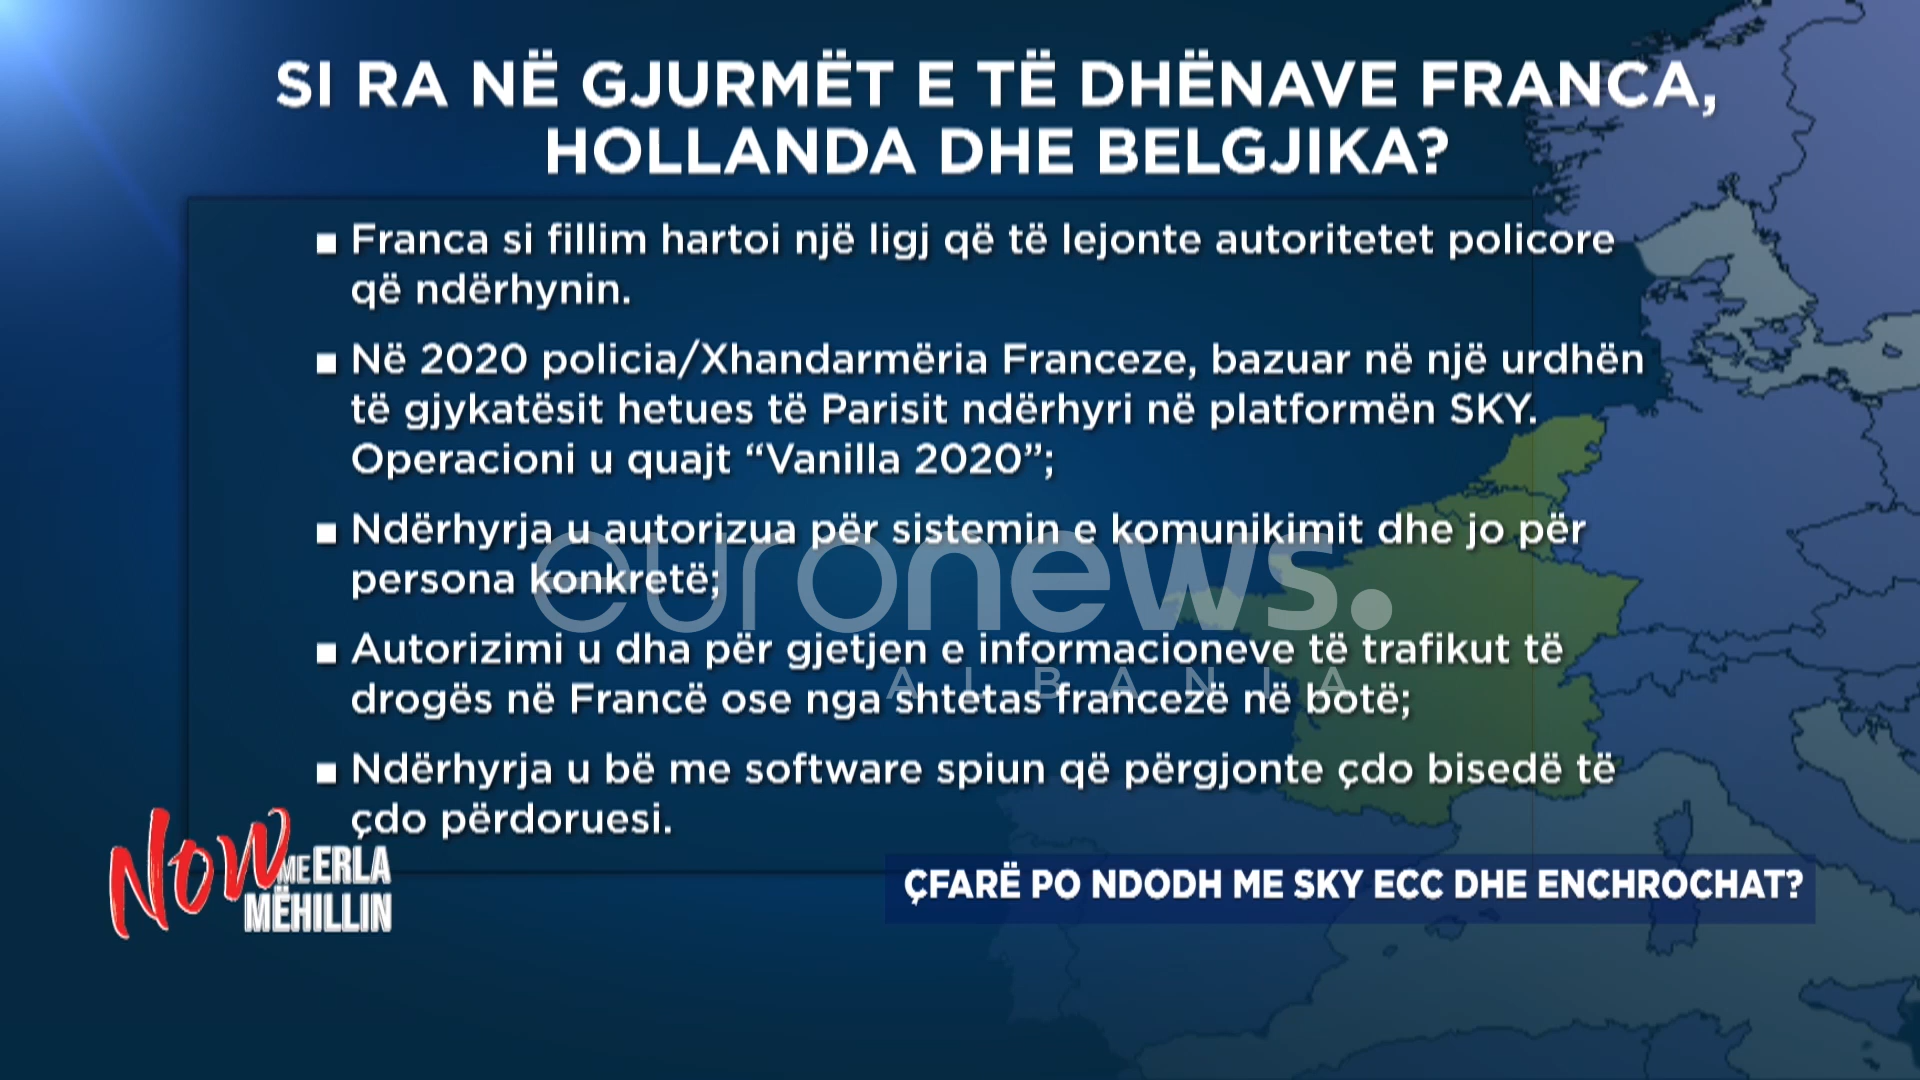 SI RA NË GJURMËT E TË DHËNAVE FRANCA,
HOLLANDA DHE BELGJIKA?
▪ Franca si fillim hartoi një ligj që të lejonte autoritetet policore
që ndërhynin.
▪ Në 2020 policia/Xhandarmëria Franceze, bazuar në një urdhën
të gjykatësit hetues të Parisit ndërhyri në platformën SKY.
Operacioni u quajt “Vanilla 2020”;
▪ Ndërhyrja u autorizua për sistemin e komunikimit dhe jo për
persona konkretë;
▪ Autorizimi u dha për gjetjen e informacioneve të trafikut të
drogës në Francë ose nga shtetas francezë në botë;
▪ Ndërhyrja u bë me software spiun që përgjonte çdo bisedë të
çdo përdoruesi.
euronews.
ALBANIA
NOW ME ERLA
MËHILLIN
ÇFARË PO NDODH ME SKY ECC DHE ENCHROCHAT?